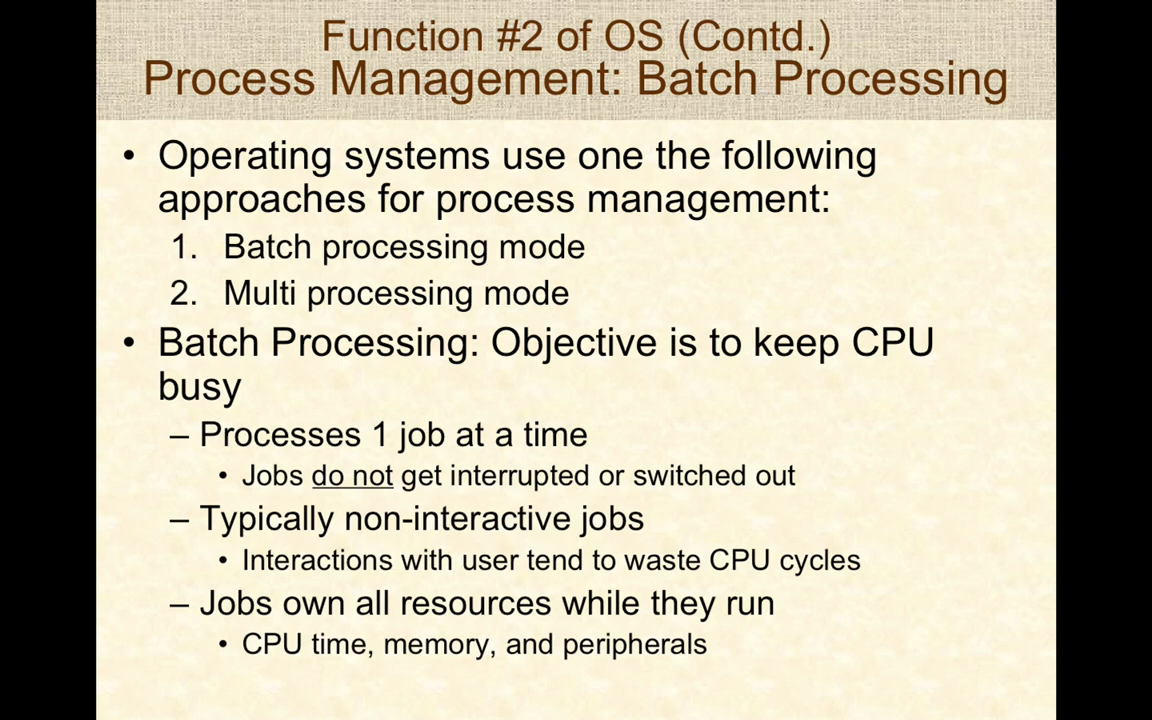 Function #2 of OS (Contd.)
Process Management: Batch Processing
• Operating systems use one the following
approaches for process management:
1. Batch processing mode
2. Multi processing mode
• Batch Processing: Objective is to keep CPU
busy
– Processes 1 job at a time
• Jobs do not get interrupted or switched out
– Typically non-interactive jobs
• Interactions with user tend to waste CPU cycles
– Jobs own all resources while they run
• CPU time, memory, and peripherals